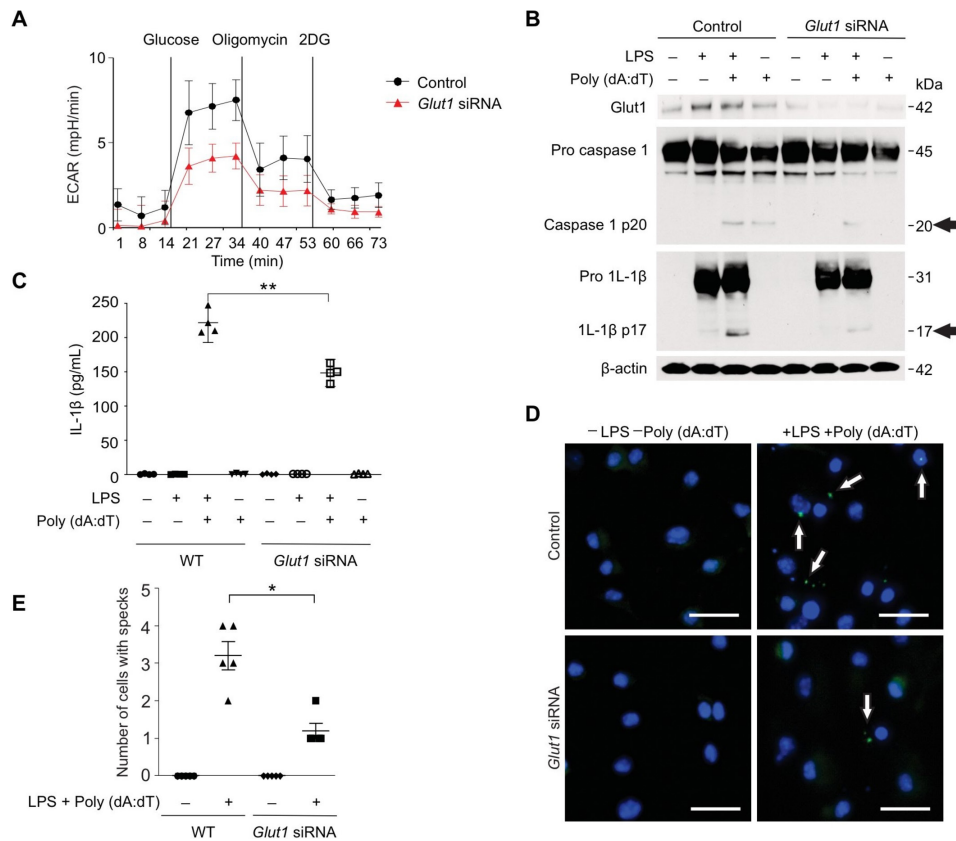 A
Glucose Oligomycin 2DG
10
5
0
ECAR (mpH/min)
1 8 14 21 27 34 40 47 53 60 66 73
Time (min)
Control
Glut1 siRNA
B
Control Glut1 siRNA
LPS – + + – – + + –
Poly (dA:dT) – – + + – – + +
kDa
Glut1 -42
Pro caspase 1 -45
Caspase 1 p20 -20
Pro 1L-1β -31
1L-1β p17 -17
β-actin -42
C
**
250
200
150
100
50
0
IL-1β (pg/mL)
LPS – + + – – + + –
Poly (dA:dT) – – + + – – + +
WT Glut1 siRNA
D
–LPS –Poly (dA:dT) +LPS +Poly (dA:dT)
Control
Glut1 siRNA
E
*
5
4
3
2
1
0
Number of cells with specks
LPS + Poly (dA:dT) – + – +
WT Glut1 siRNA